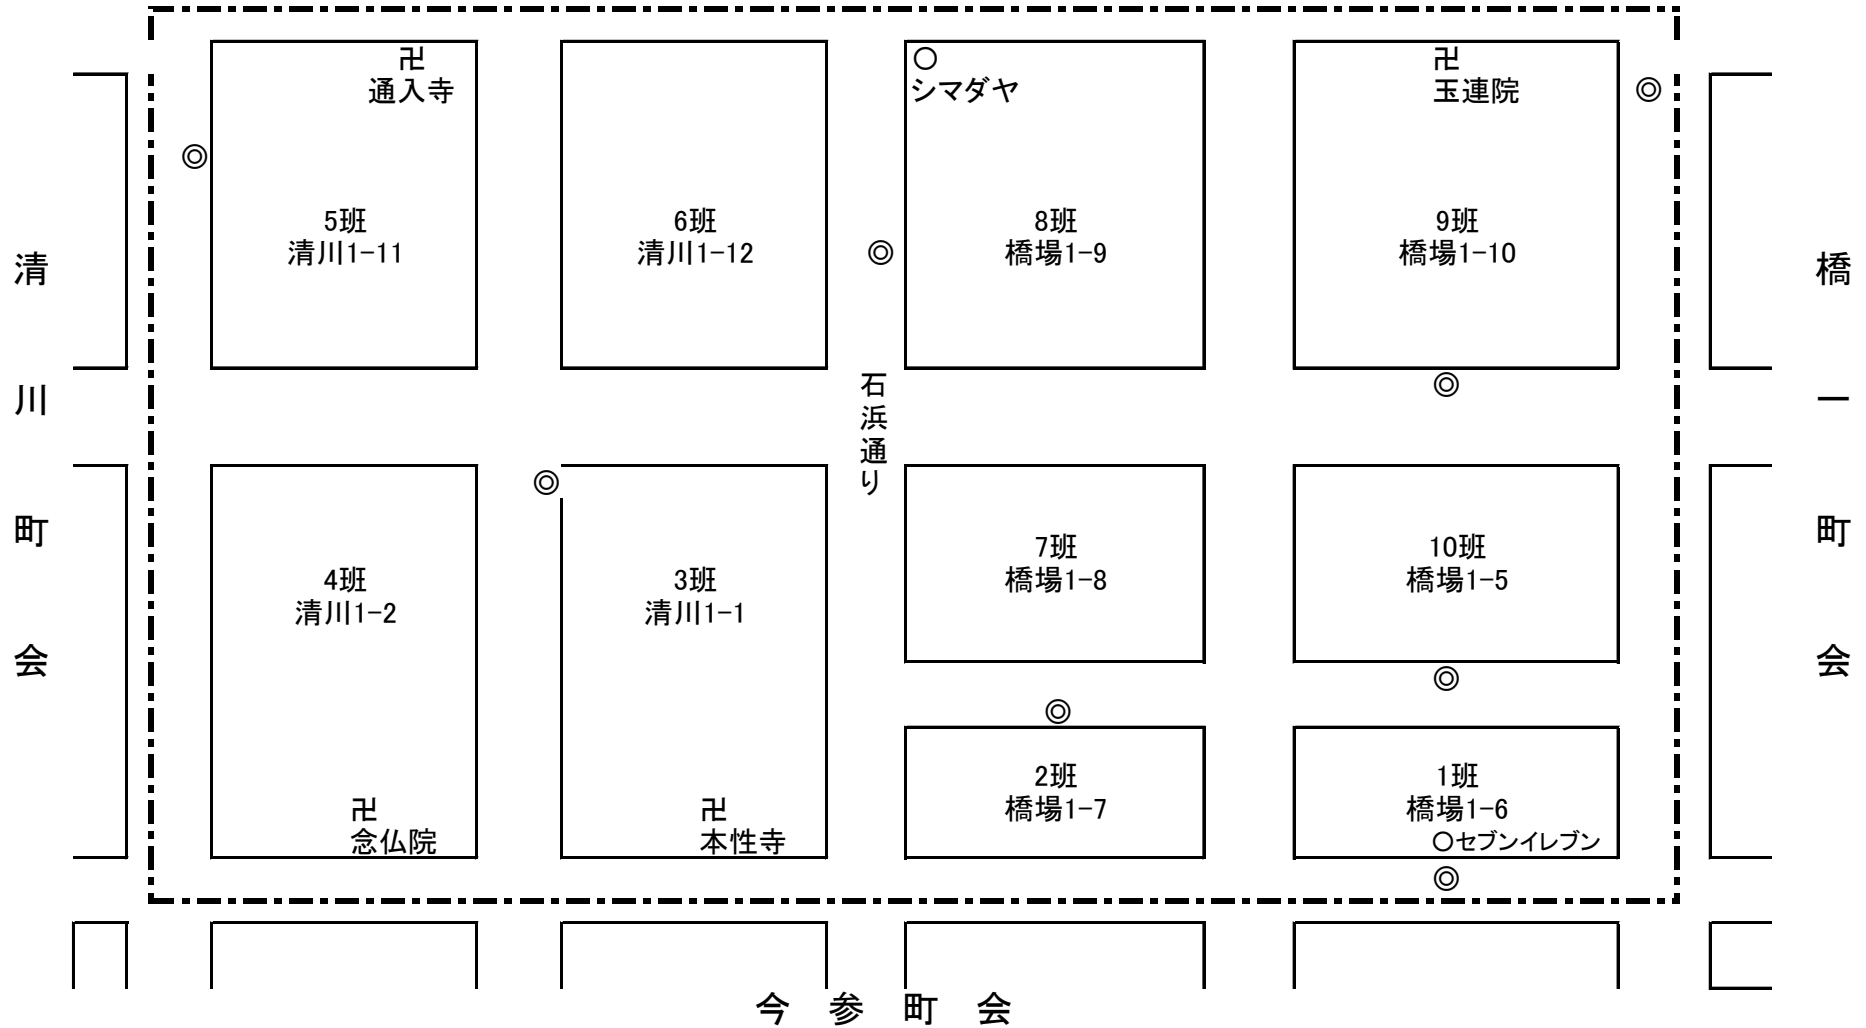 卍
通入寺
5班
清川1-11
6班
清川1-12
○
シマダヤ
8班
橋場1-9
卍
玉連院
9班
橋場1-10
◎
◎
◎
◎
◎
石浜通り
4班
清川1-2
卍
念仏院
3班
清川1-1
卍
本性寺
7班
橋場1-8
10班
橋場1-5
◎
◎
2班
橋場1-7
1班
橋場1-6
○セブンイレブン
◎
清川町会
橋一町会
今参町会